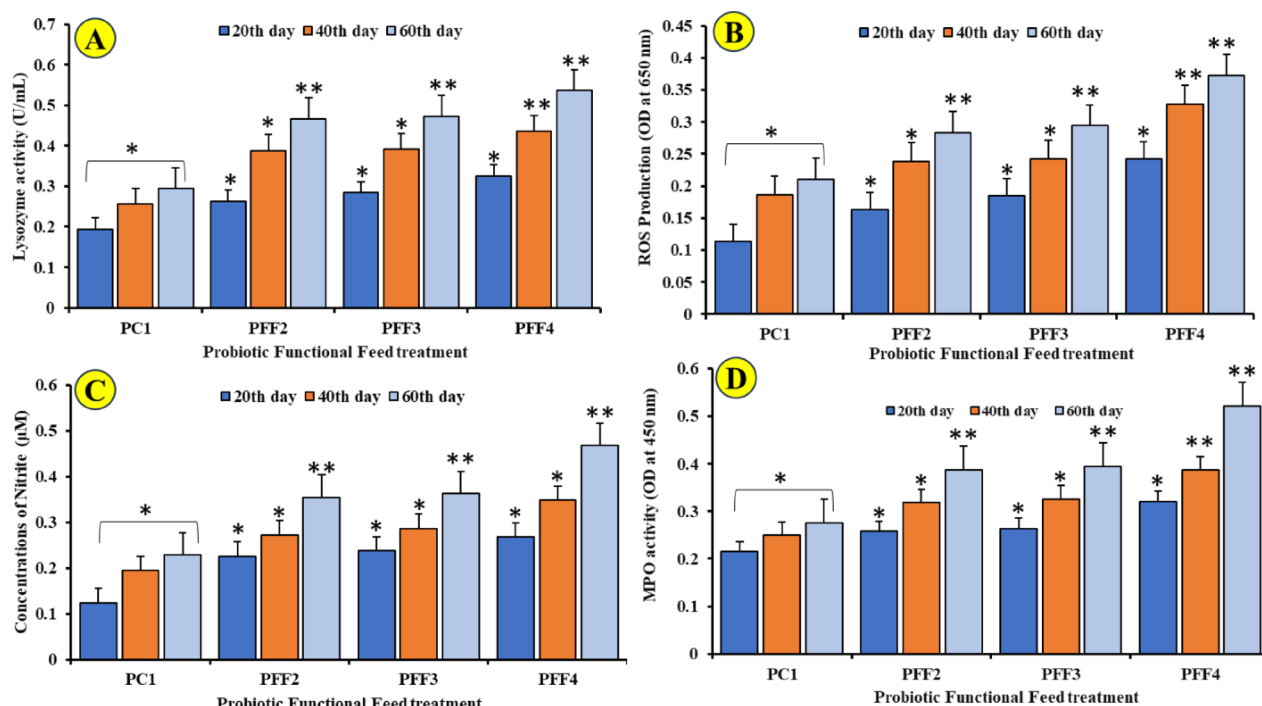 A
20th day 40th day 60th day
Lysozyme activity (U/mL)
0.7
0.6
0.5
0.4
0.3
0.2
0.1
0
*
* * **
* * **
* ** **
PC1 PFF2 PFF3 PFF4
Probiotic Functional Feed treatment
B
20th day 40th day 60th day
ROS Production (OD at 650 nm)
0.45
0.4
0.35
0.3
0.25
0.2
0.15
0.1
0.05
0
*
* * **
* * **
* ** **
PC1 PFF2 PFF3 PFF4
Probiotic Functional Feed treatment
C
20th day 40th day 60th day
Concentrations of Nitrite (µM)
0.6
0.5
0.4
0.3
0.2
0.1
0
*
* * **
* * **
* * **
PC1 PFF2 PFF3 PFF4
Probiotic Functional Feed treatment
D
20th day 40th day 60th day
MPO activity (OD at 450 nm)
0.6
0.5
0.4
0.3
0.2
0.1
0
*
* * **
* * **
* ** **
PC1 PFF2 PFF3 PFF4
Probiotic Functional Feed treatment